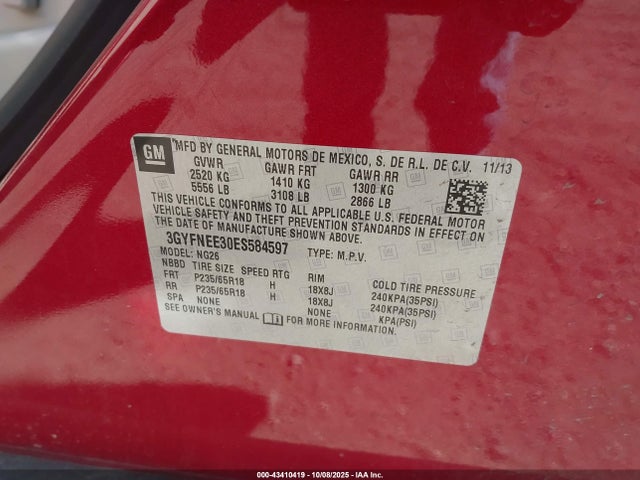 GM
MFD BY GENERAL MOTORS DE MEXICO, S. DE R.L. DE C.V. 11/13
GVWR GAWR FRT GAWR RR
2520 KG 1410 KG 1300 KG
5556 LB 3108 LB 2866 LB
THIS VEHICLE CONFORMS TO ALL APPLICABLE U.S. FEDERAL MOTOR
VEHICLE SAFETY AND THEFT PREVENTION STANDARDS IN EFFECT ON
THE DATE OF MANUFACTURE SHOWN ABOVE.
3GYFNEE30ES584597 TYPE: M.P.V.
MODEL: NG26
NBBD TIRE SIZE SPEED RTG RIM COLD TIRE PRESSURE
FRT P235/65R18 H 18X8J 240KPA(35PSI)
RR P235/65R18 H 18X8J 240KPA(35PSI)
SPA NONE NONE KPA(PSI)
SEE OWNER'S MANUAL FOR MORE INFORMATION.
000-43410419 | 10/08/2025 - IAA Inc.